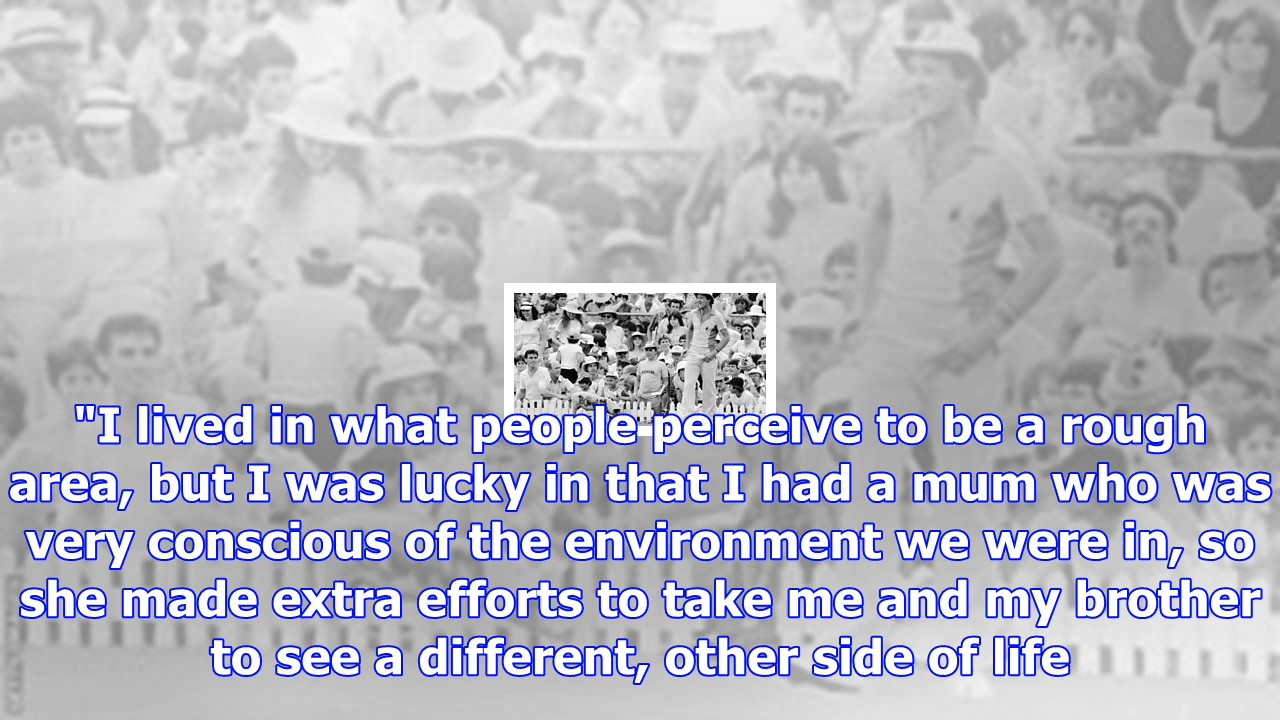 "I lived in what people perceive to be a rough
area, but I was lucky in that I had a mum who was
very conscious of the environment we were in, so
she made extra efforts to take me and my brother
to see a different, other side of life